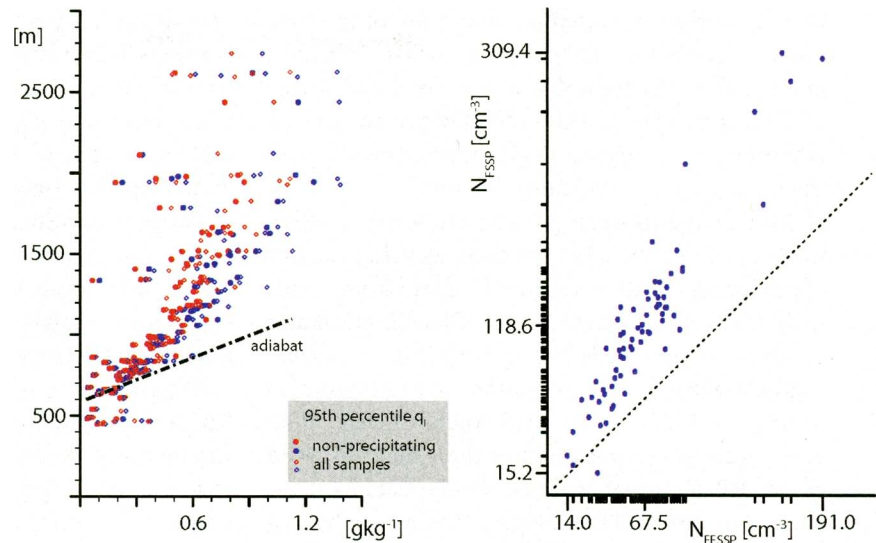 [m]
2500
1500
500
0.6
1.2
[gkg⁻¹]
adiabat
95th percentile qₗ
non-precipitating
all samples
309.4
118.6
15.2
N_FSSP [cm⁻³]
14.0
67.5
191.0
N_FFSSP [cm⁻³]